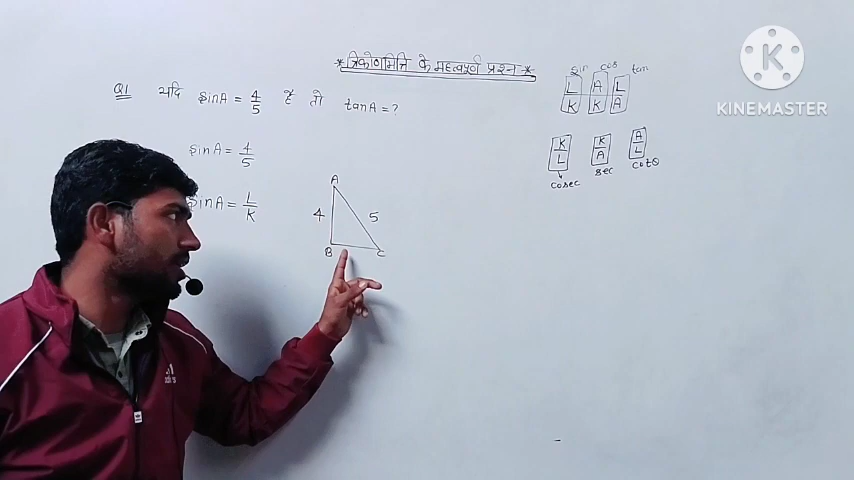 * त्रिकोणमिति के महत्वपूर्ण प्रश्न *
Q1 यदि sinA = 4/5 है तो tanA = ?
sinA = 4/5
sinA = L/K
A
4 5
B C
sin cos tan
L/K A/K L/A
K/L K/A A/L
cosec sec cotθ
K
KINEMASTER